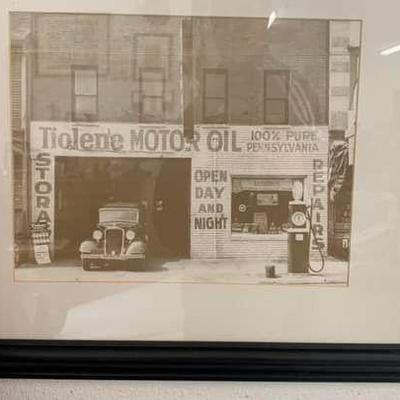 Tiolene MOTOR OIL
100% PURE
PENNSYLVANIA
STORAGE
OPEN
DAY
AND
NIGHT
REPAIRS